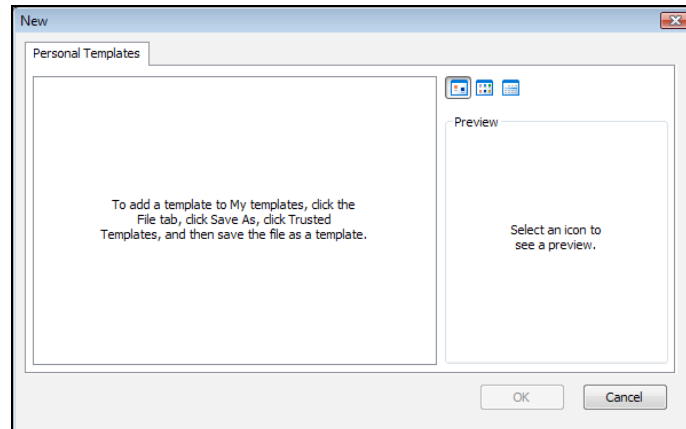 New
Personal Templates
Preview
To add a template to My templates, click the
File tab, click Save As, click Trusted
Templates, and then save the file as a template.
Select an icon to
see a preview.
OK
Cancel